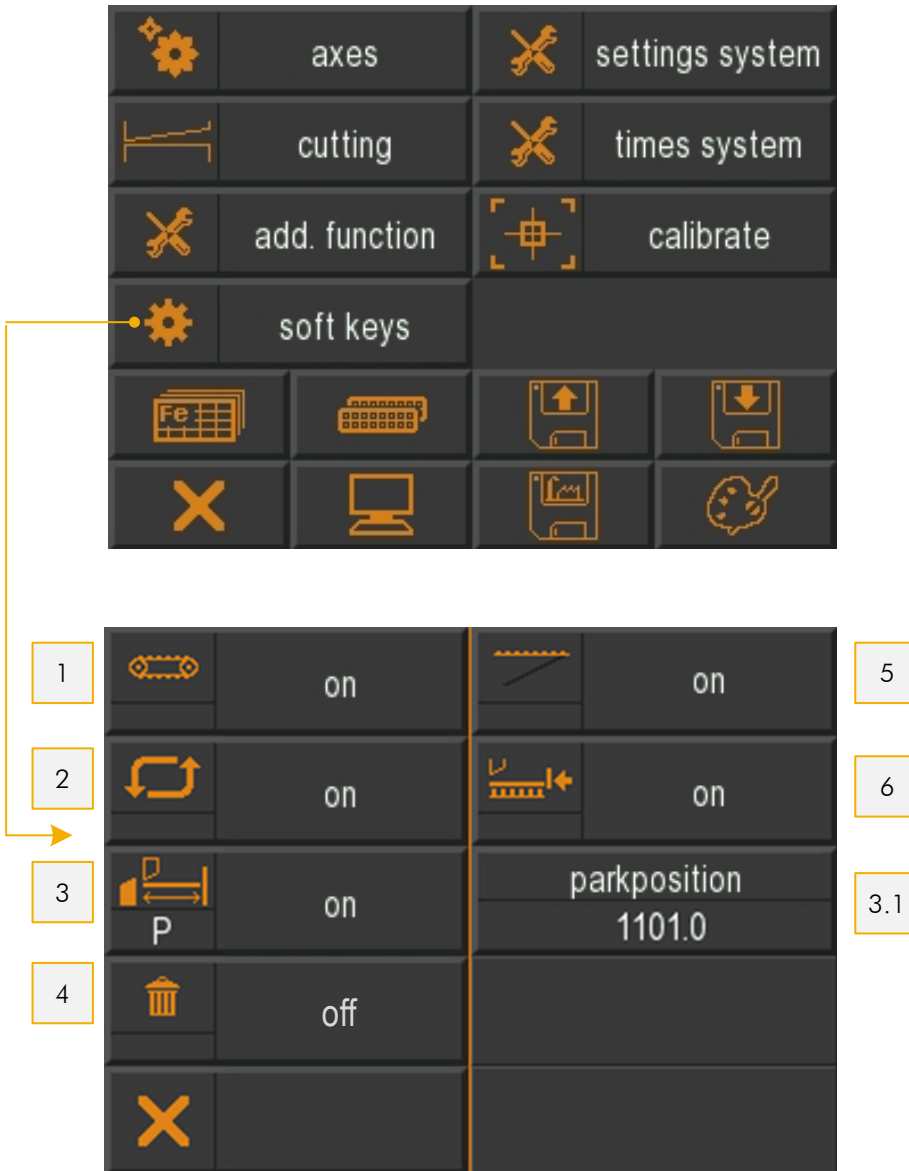 axes
settings system
cutting
times system
add. function
calibrate
soft keys
Fe
1
on
on
5
2
on
on
6
3
P
on
parkposition
1101.0
3.1
4
off